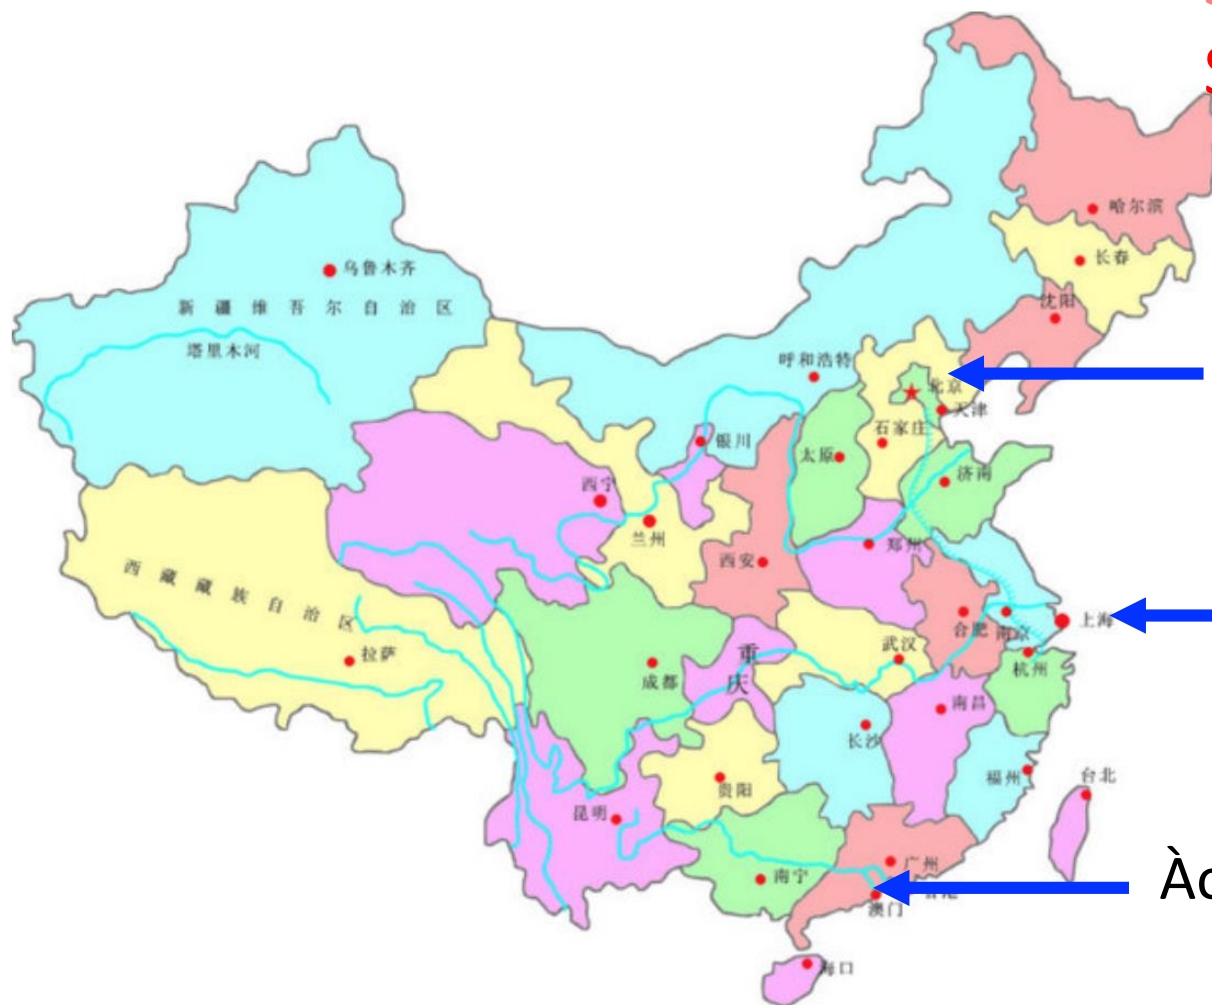 哈尔滨
长春
乌鲁木齐
沈阳
新疆维吾尔自治区
塔里木河
呼和浩特
北京
天津
石家庄
银川
太原
济南
西宁
兰州
郑州
西安
西藏藏族自治区
合肥
南京
上海
武汉
重庆
拉萨
成都
杭州
南昌
长沙
福州
台北
贵阳
昆明
广州
南宁
澳门
海口